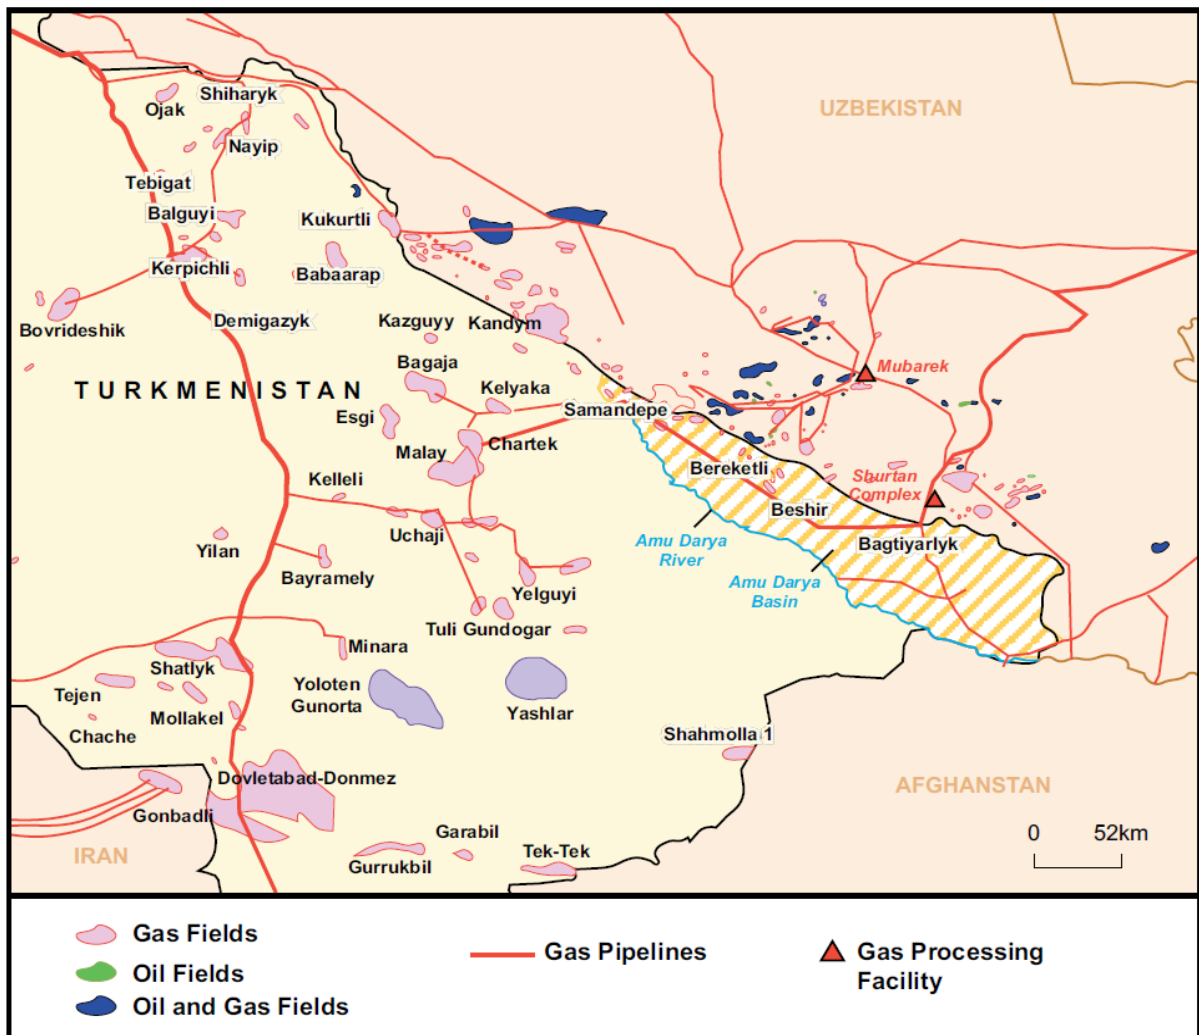 Shiharyk
Ojak
UZBEKISTAN
Nayip
Tebigat
Balguyi
Kukurtli
Kerpichli
Babaarap
Bovrideshik
Demigazyk
Kazguyy
Kandym
Bagaja
Mubarek
TURKMENISTAN
Kelyaka
Samandepe
Esgi
Chartek
Malay
Bereketli
Shurtan
Complex
Kelleli
Beshir
Uchaji
Amu Darya
River
Bagtiyarlyk
Yilan
Bayramely
Yelguyi
Amu Darya
Basin
Tuli Gundogar
Minara
Shatlyk
Tejen
Yoloten
Gunorta
Mollakel
Yashlar
Chache
Shahmolla 1
Dovletabad-Donmez
AFGHANSTAN
Gonbadli
Garabil
0 52km
IRAN
Gurrukbil
Tek-Tek
Gas Fields
Gas Pipelines
Gas Processing
Facility
Oil Fields
Oil and Gas Fields